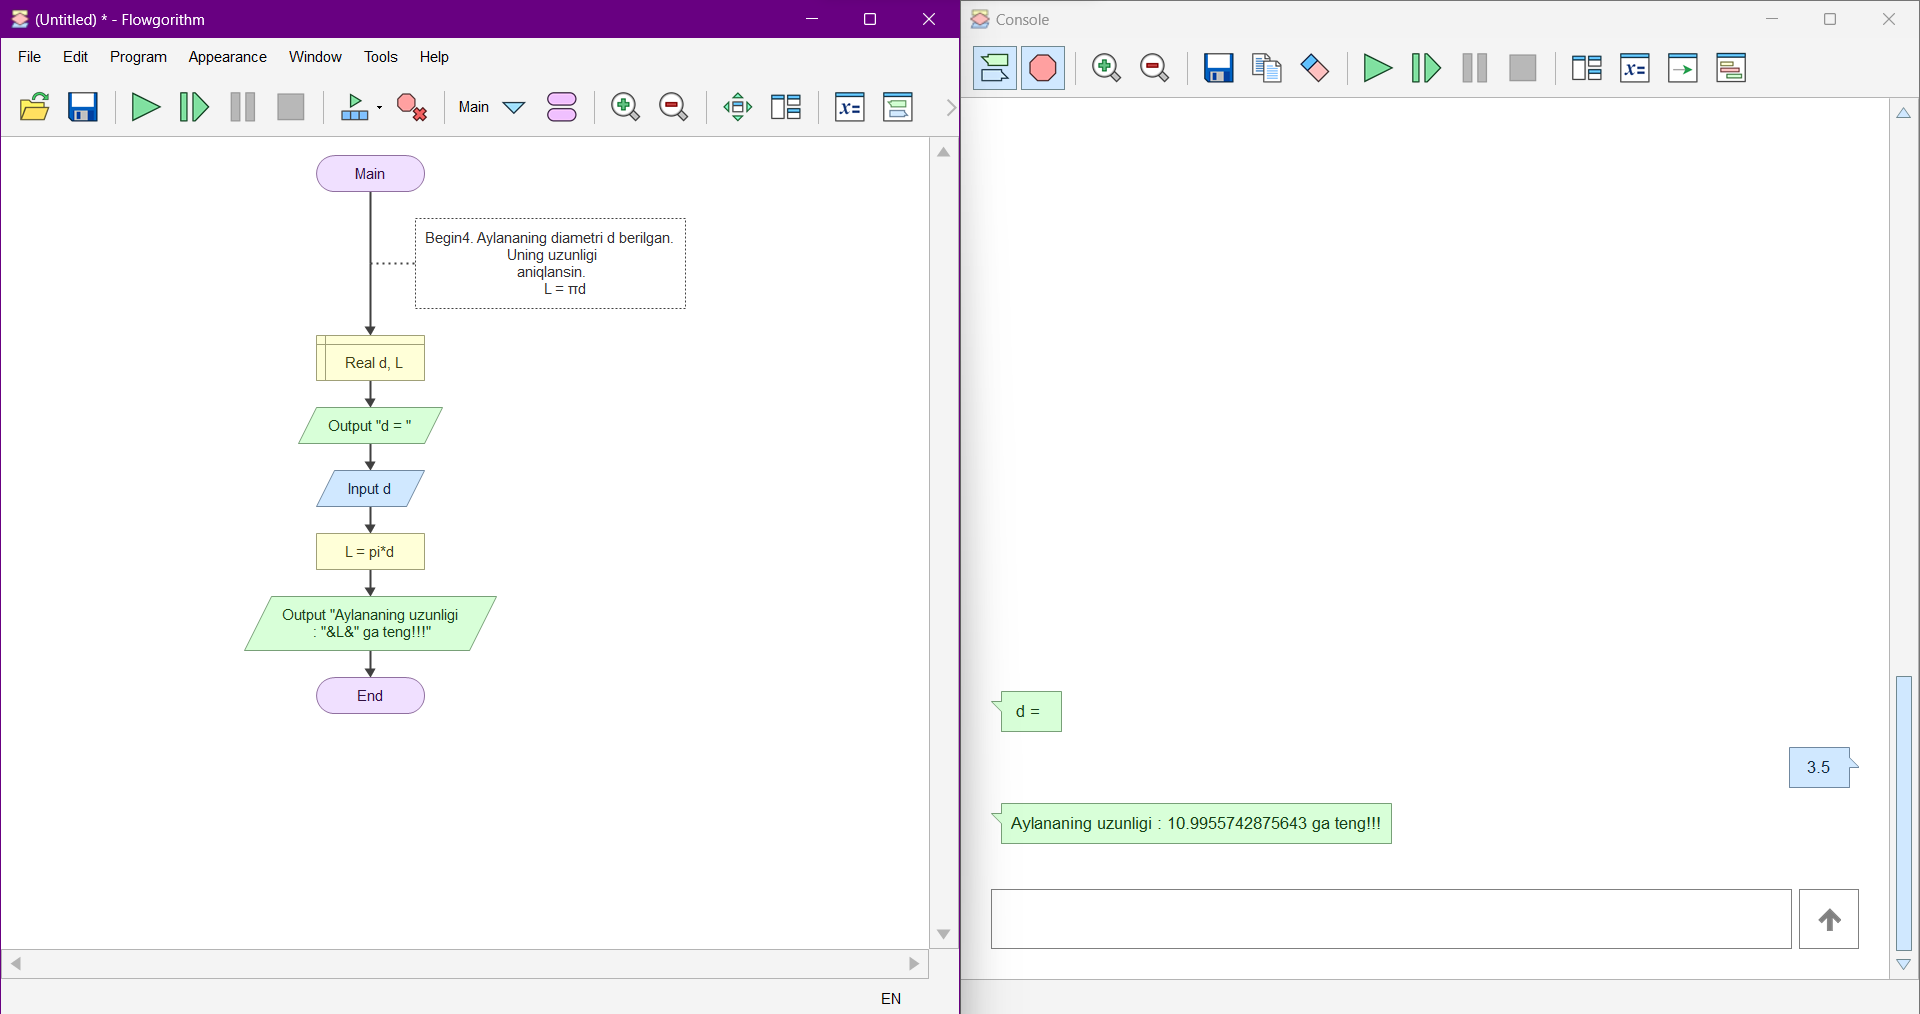 (Untitled) * - Flowgorithm
File Edit Program Appearance Window Tools Help
Main
x=
Main
Begin4. Aylananing diametri d berilgan.
Uning uzunligi
aniqlansin.
L = πd
Real d, L
Output "d = "
Input d
L = pi*d
Output "Aylananing uzunligi
: "&L&" ga teng!!!"
End
EN
Console
x=
d =
3.5
Aylananing uzunligi : 10.9955742875643 ga teng!!!